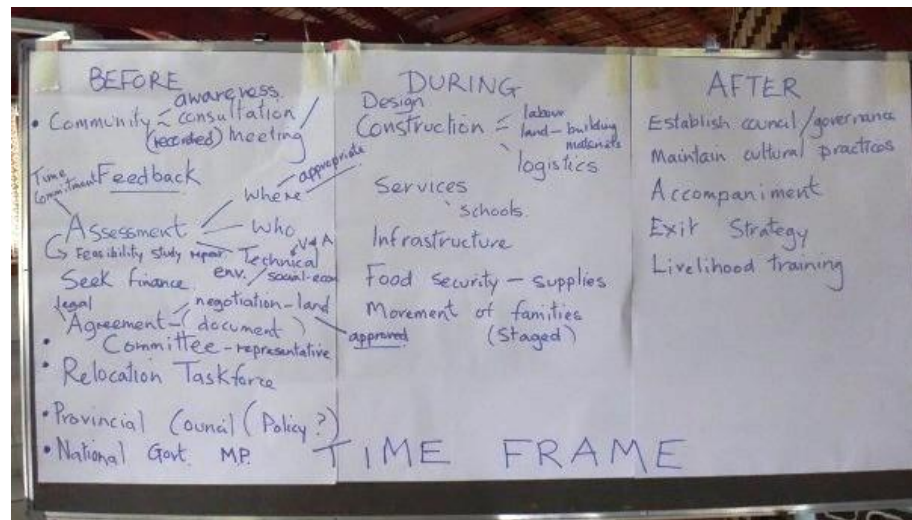 BEFORE
awareness
• Community - consultation /
(recorded) Meeting
Time
Commitment Feedback
where appropriate
Assessment - Who
Feasibility study report Technical V+A
env. / social-econ
Seek finance
legal negotiation - land
Agreement - (document) approved
• Committee - representative
• Relocation Taskforce
• Provincial Council (Policy?)
• National Govt. MP.
DURING
Design
Construction = labour
land - building
materials
logistics
Services
schools
Infrastructure
Food security - supplies
Movement of families
(Staged)
AFTER
Establish council/governance
Maintain cultural practices
Accompaniment
Exit Strategy
Livelihood training
TIME FRAME